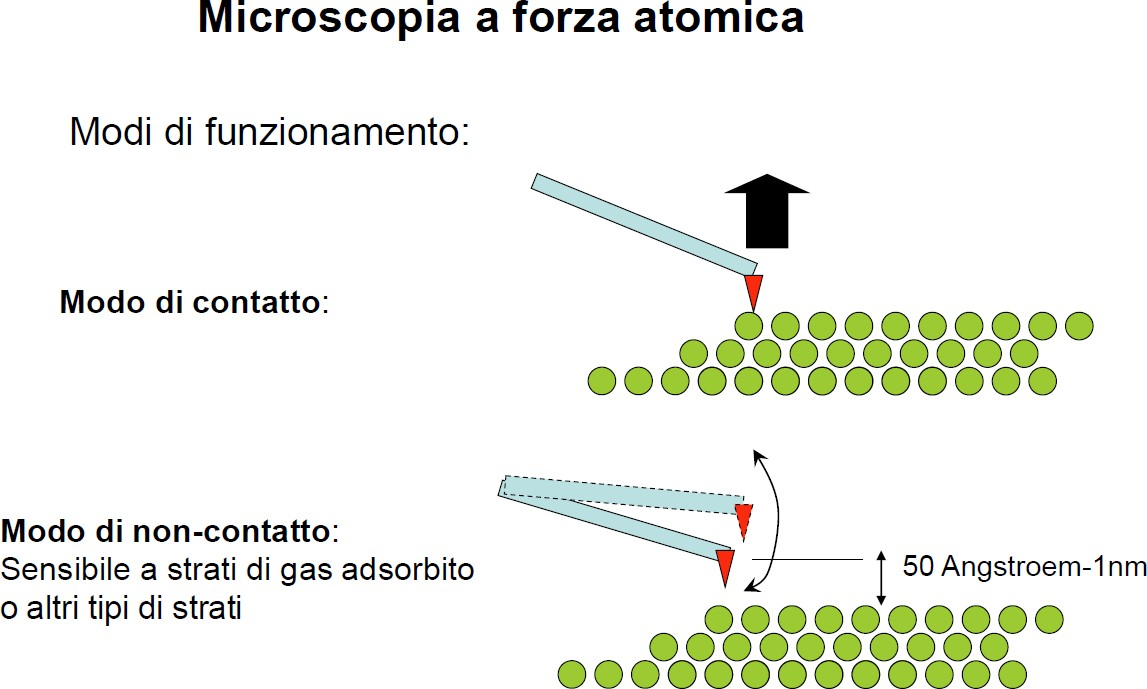 Microscopia a forza atomica
Modi di funzionamento:
Modo di contatto:
Modo di non-contatto:
Sensibile a strati di gas adsorbito
o altri tipi di strati
50 Angstroem-1nm